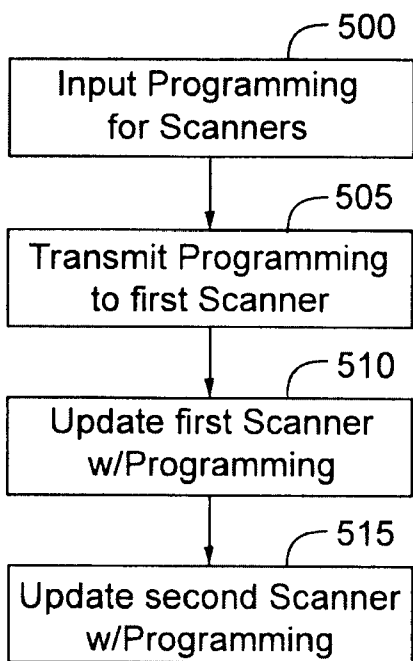 500
Input Programming
for Scanners
505
Transmit Programming
to first Scanner
510
Update first Scanner
w/Programming
515
Update second Scanner
w/Programming